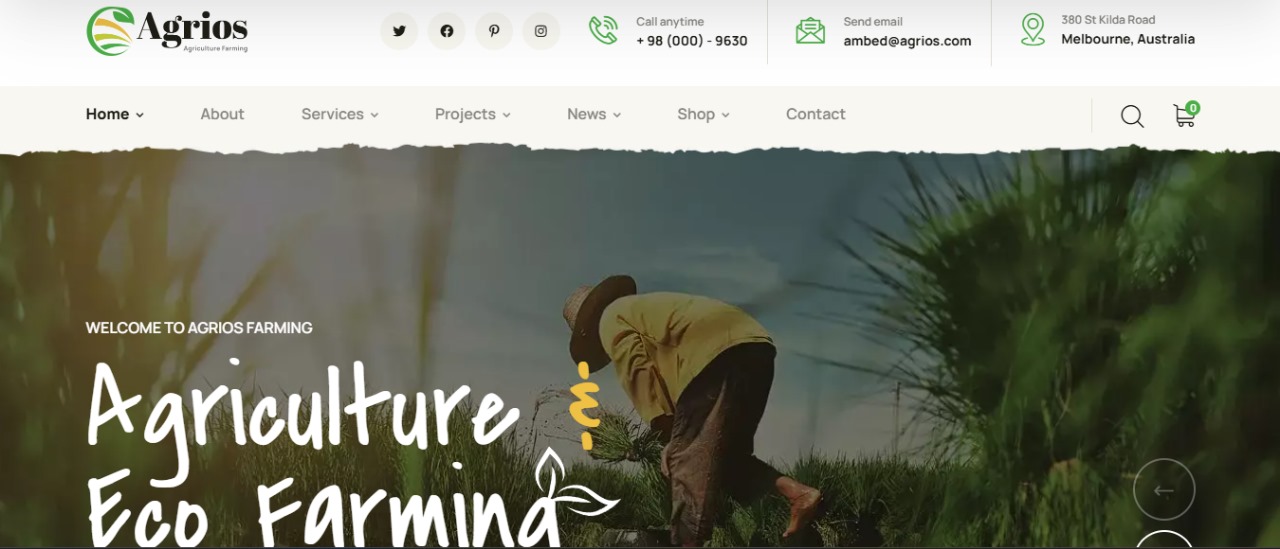 Agrios
Agriculture Farming
Call anytime
+ 98 (000) - 9630
Send email
ambed@agrios.com
380 St Kilda Road
Melbourne, Australia
Home
About
Services
Projects
News
Shop
Contact
0
WELCOME TO AGRIOS FARMING
Agriculture &
Eco Farming